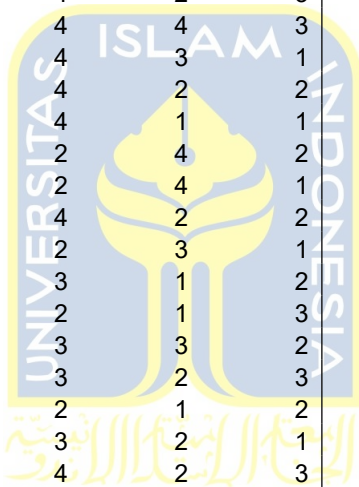 4 4 3
4 3 1
4 2 2
4 1 1
2 4 2
2 4 1
4 2 2
2 3 1
3 1 2
2 1 3
3 3 2
3 2 3
2 1 2
3 2 1
4 2 3
UNIVERSITAS
ISLAM
INDONESIA